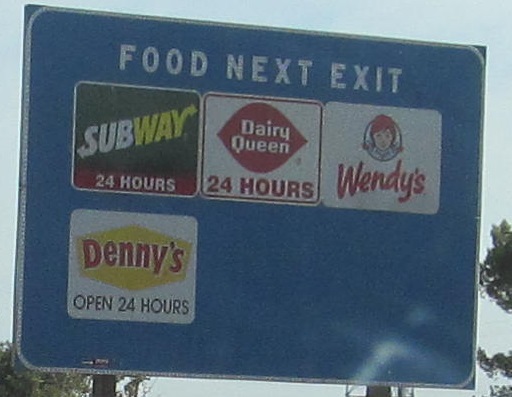 FOOD NEXT EXIT
SUBWAY
24 HOURS
Dairy
Queen
24 HOURS
Wendy's
Denny's
OPEN 24 HOURS